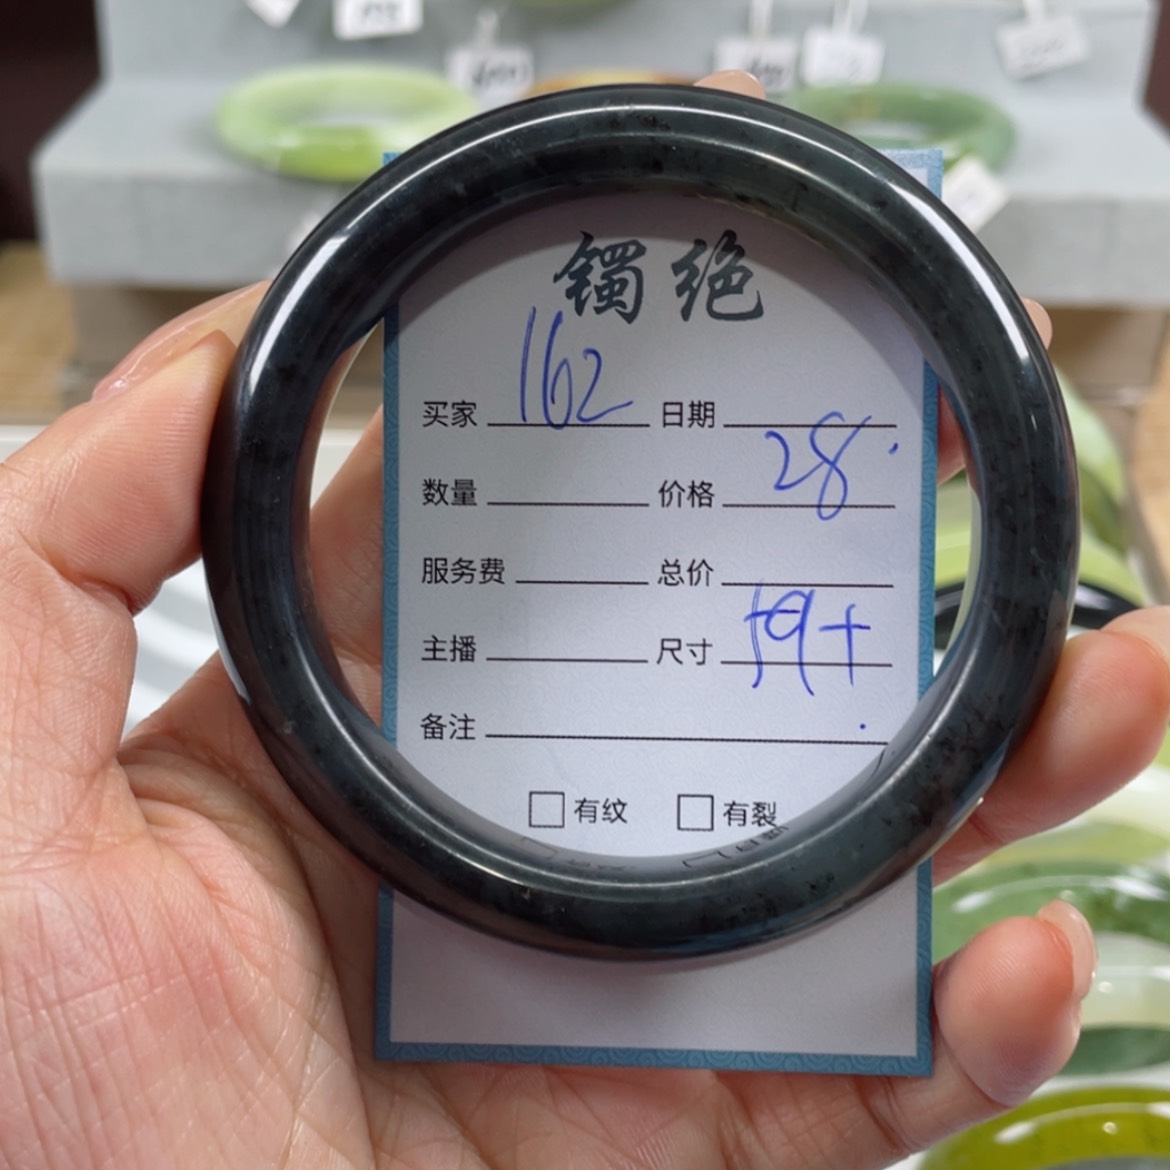 镯绝
买家 162 日期
数量 价格 28
服务费 总价
主播 尺寸 59+
备注
有纹 有裂